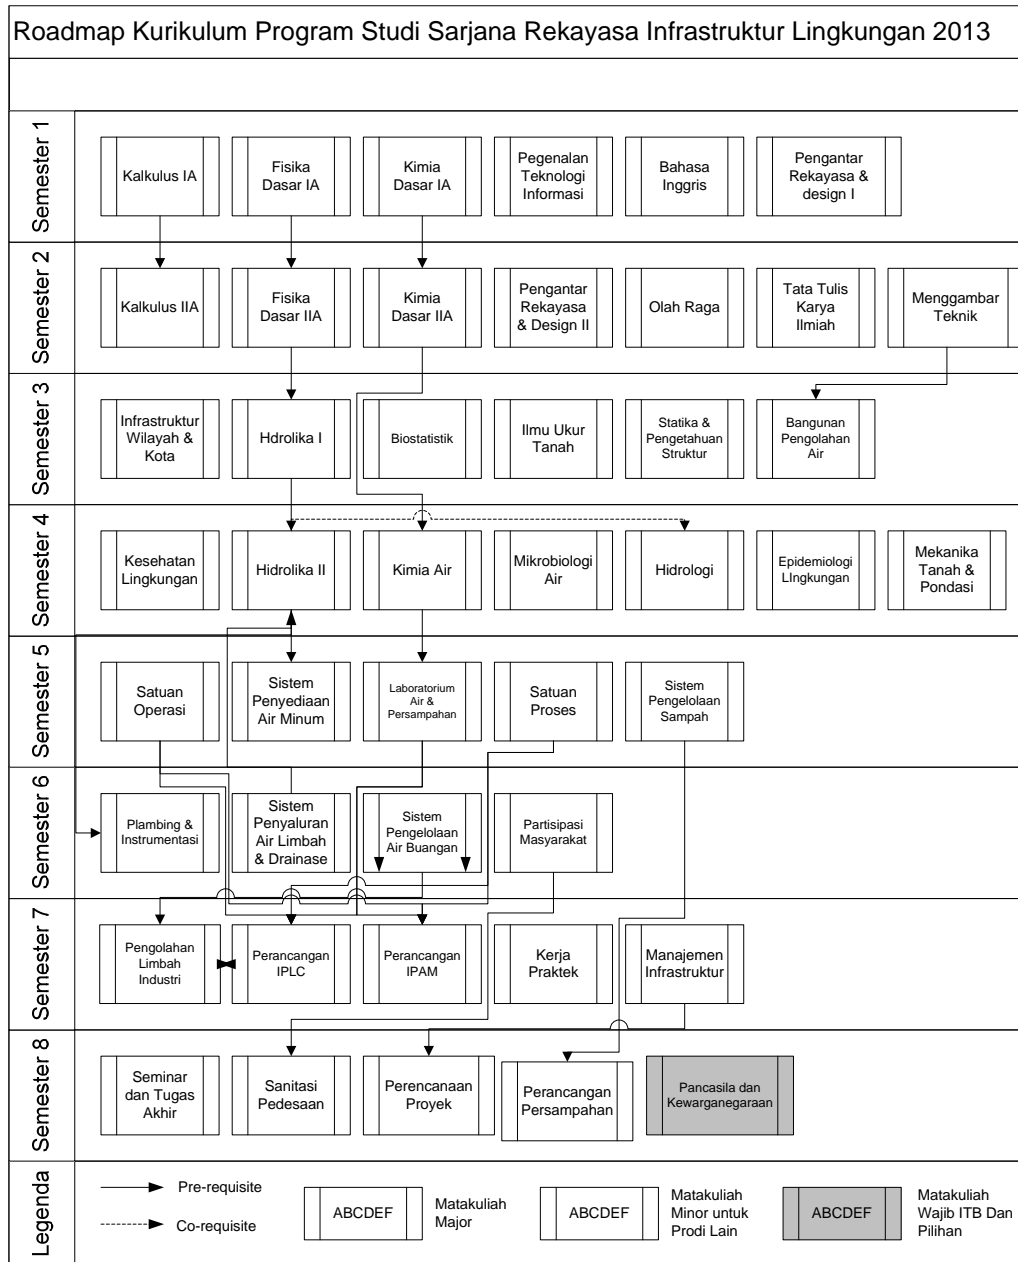 Roadmap Kurikulum Program Studi Sarjana Rekayasa Infrastruktur Lingkungan 2013
Semester 1
Kalkulus IA
Fisika
Dasar IA
Kimia
Dasar IA
Pegenalan
Teknologi
Informasi
Bahasa
Inggris
Pengantar
Rekayasa &
design I
Semester 2
Kalkulus IIA
Fisika
Dasar IIA
Kimia
Dasar IIA
Pengantar
Rekayasa
& Design II
Olah Raga
Tata Tulis
Karya
Ilmiah
Menggambar
Teknik
Semester 3
Infrastruktur
Wilayah &
Kota
Hdrolika I
Biostatistik
Ilmu Ukur
Tanah
Statika &
Pengetahuan
Struktur
Bangunan
Pengolahan
Air
Semester 4
Kesehatan
Lingkungan
Hidrolika II
Kimia Air
Mikrobiologi
Air
Hidrologi
Epidemiologi
LIngkungan
Mekanika
Tanah &
Pondasi
Semester 5
Satuan
Operasi
Sistem
Penyediaan
Air Minum
Laboratorium
Air &
Persampahan
Satuan
Proses
Sistem
Pengelolaan
Sampah
Semester 6
Plambing &
Instrumentasi
Sistem
Penyaluran
Air Limbah
& Drainase
Sistem
Pengelolaan
Air Buangan
Partisipasi
Masyarakat
Semester 7
Pengolahan
Limbah
Industri
Perancangan
IPLC
Perancangan
IPAM
Kerja
Praktek
Manajemen
Infrastruktur
Semester 8
Seminar
dan Tugas
Akhir
Sanitasi
Pedesaan
Perencanaan
Proyek
Perancangan
Persampahan
Pancasila dan
Kewarganegaraan
Legenda
Pre-requisite
Co-requisite
ABCDEF
Matakuliah
Major
ABCDEF
Matakuliah
Minor untuk
Prodi Lain
ABCDEF
Matakuliah
Wajib ITB Dan
Pilihan